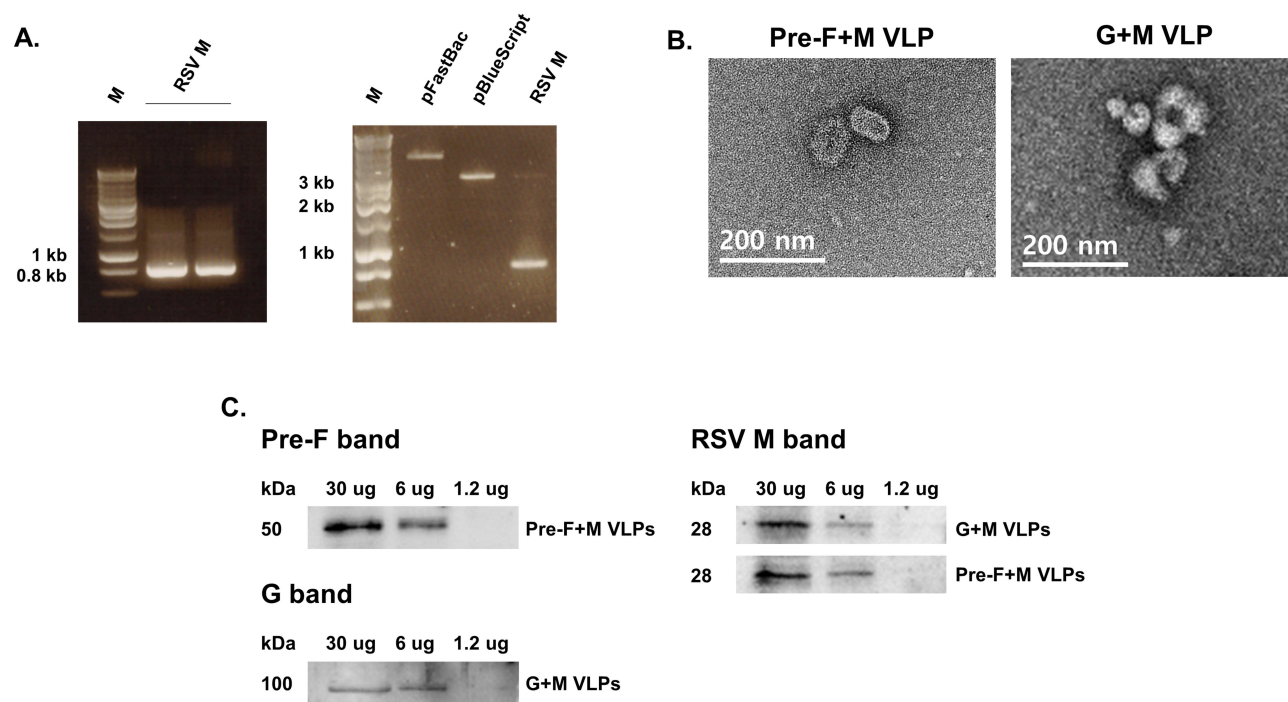 A.
M
RSV M
1 kb
0.8 kb
M
pFastBac
pBlueScript
RSV M
3 kb
2 kb
1 kb
B.
Pre-F+M VLP
200 nm
G+M VLP
200 nm
C.
Pre-F band
kDa 30 ug 6 ug 1.2 ug
50 Pre-F+M VLPs
G band
kDa 30 ug 6 ug 1.2 ug
100 G+M VLPs
RSV M band
kDa 30 ug 6 ug 1.2 ug
28 G+M VLPs
28 Pre-F+M VLPs